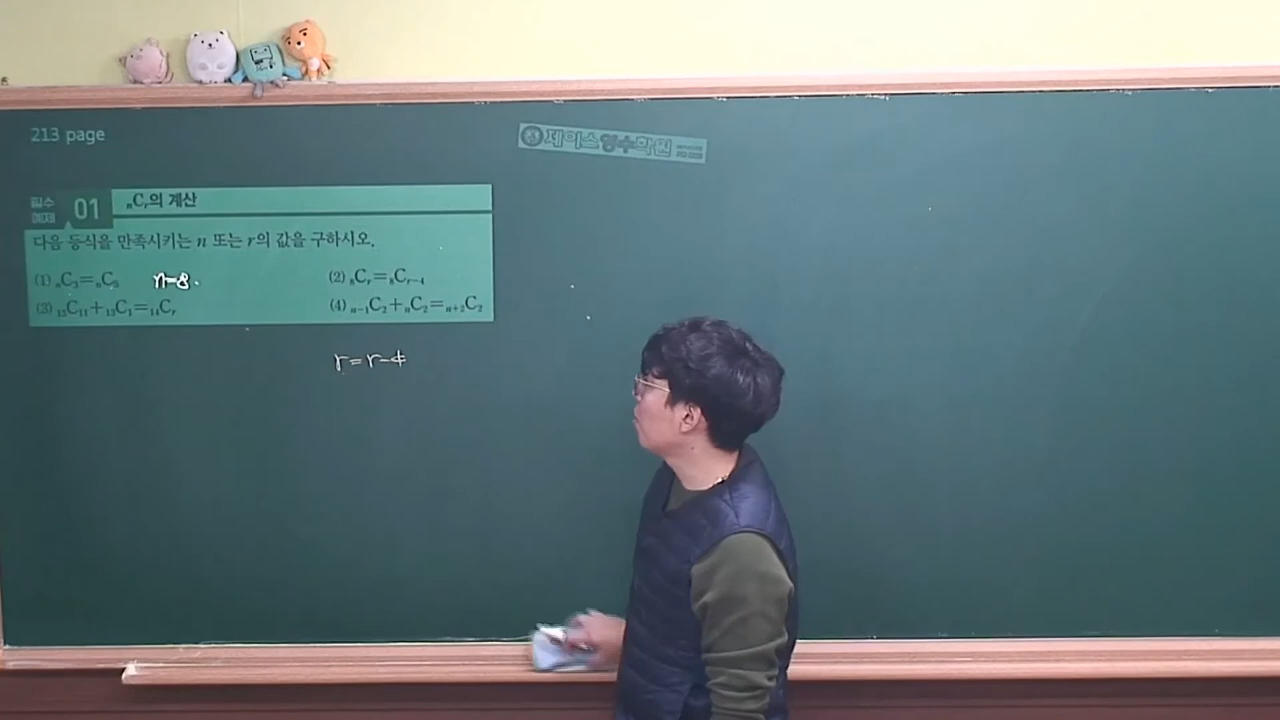 213 page
제이스영수학원
필수 예제 01 nCr의 계산
다음 등식을 만족시키는 n 또는 r의 값을 구하시오.
(1) nC3=nC5 n=8. (2) 8Cr=8Cr-4
(3) 13C11+13C1=14Cr (4) n-1C2+nC2=n+2C2
r=r-4